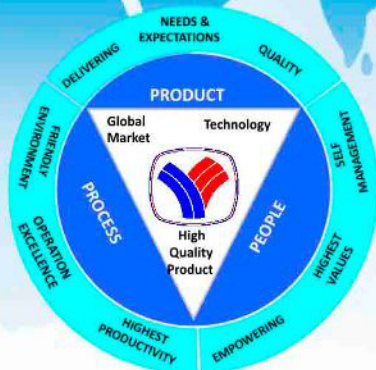 NEEDS &
EXPECTATIONS
DELIVERING
QUALITY
PRODUCT
Global
Market
Technology
High
Quality
Product
PROCESS
PEOPLE
FRIENDLY
ENVIRONMENT
OPERATION
EXCELLENCE
HIGHEST
PRODUCTIVITY
SELF
MANAGEMENT
HIGHEST
VALUES
EMPOWERING